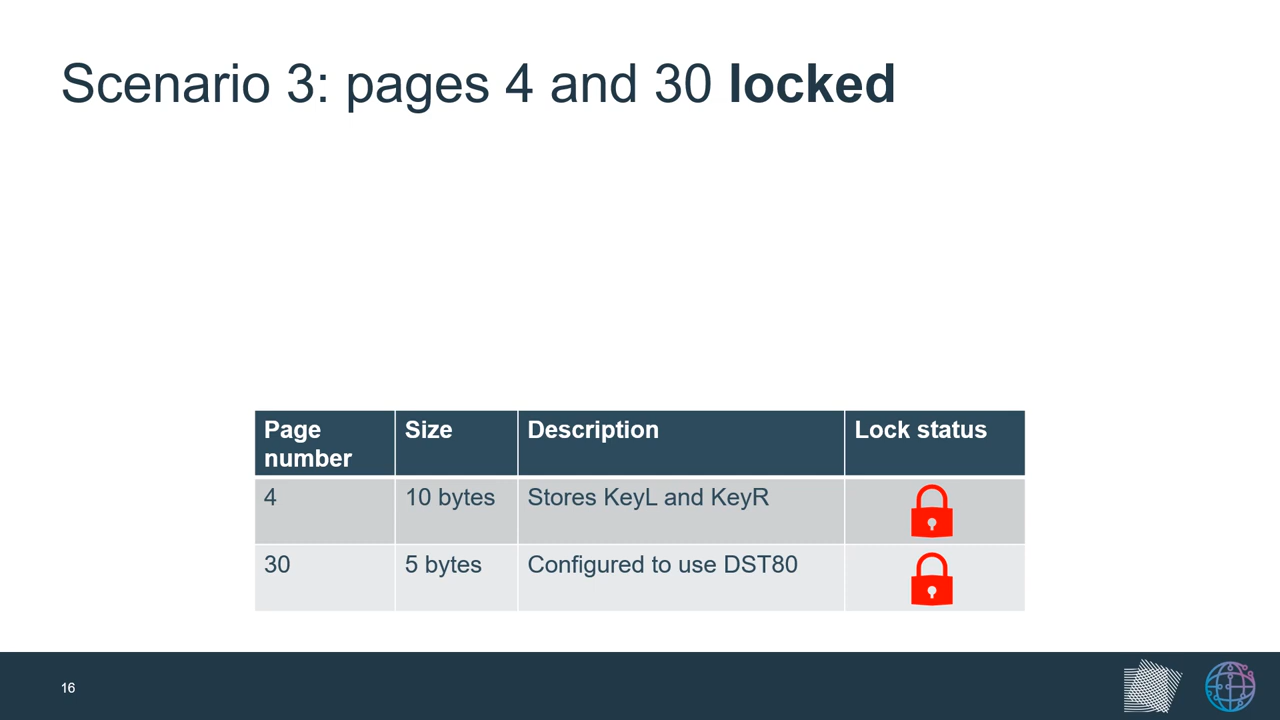 Scenario 3: pages 4 and 30 locked
Page number Size Description Lock status
4 10 bytes Stores KeyL and KeyR
30 5 bytes Configured to use DST80
16